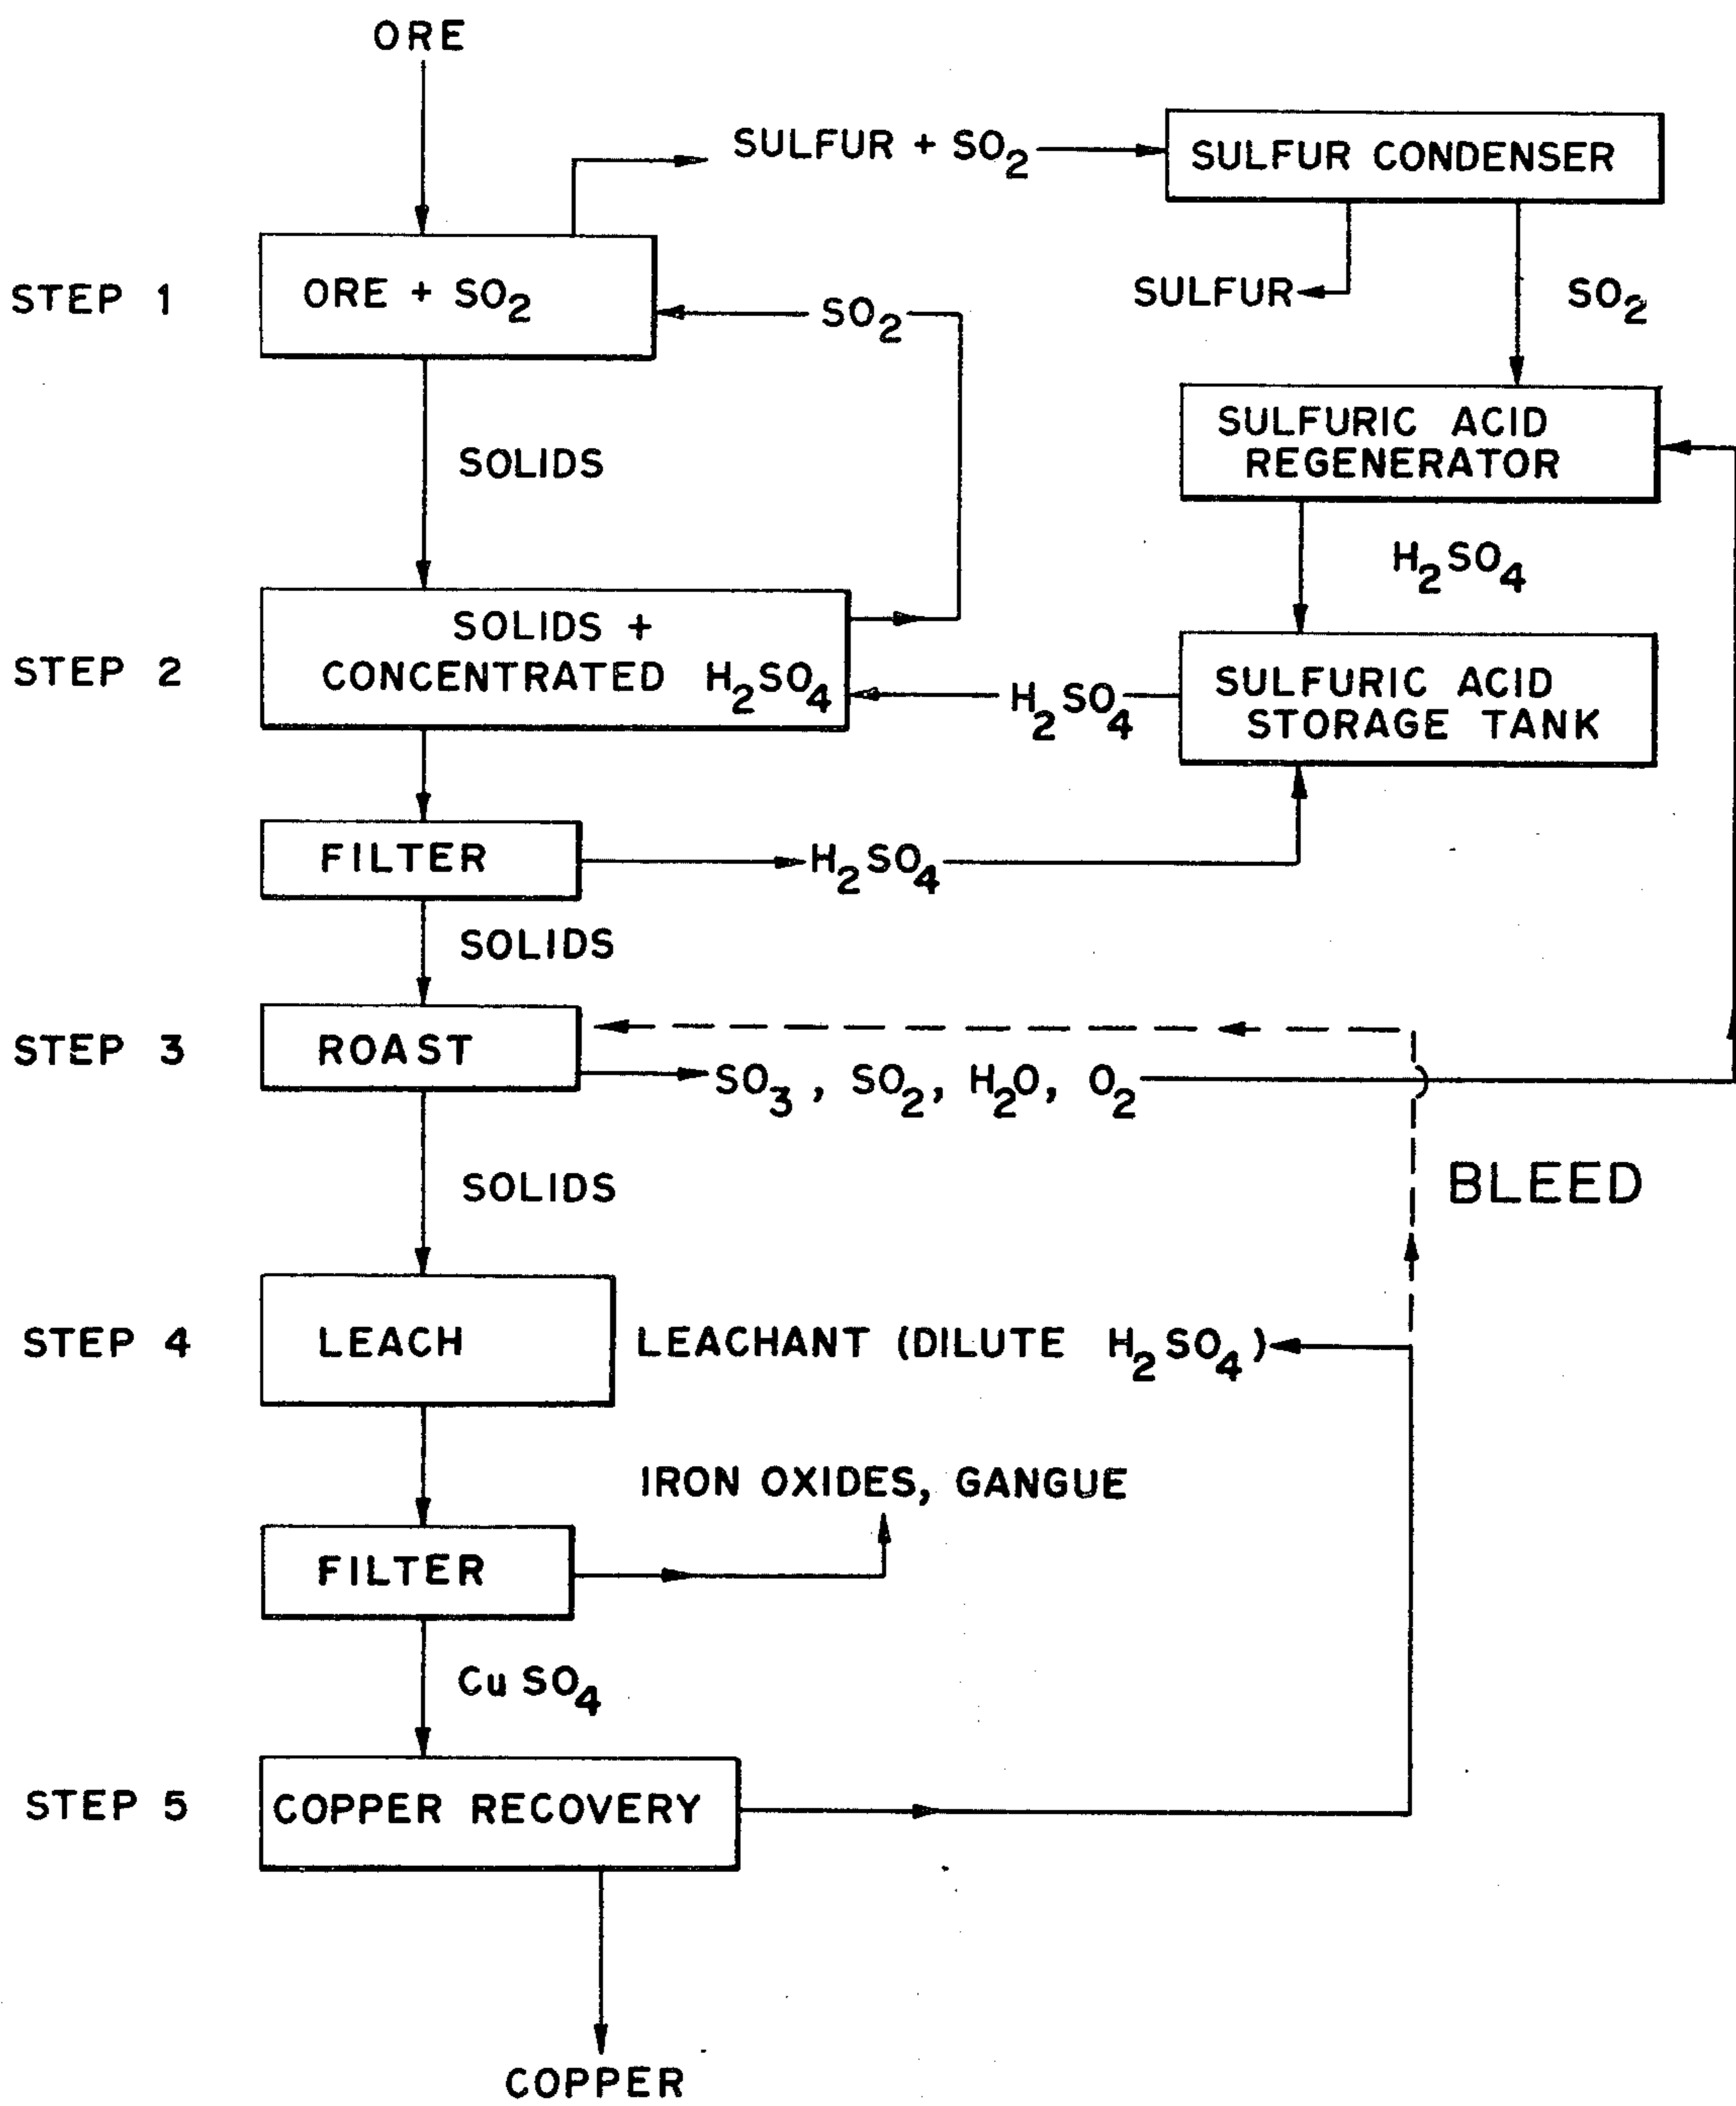 ORE
SULFUR + SO2
SULFUR CONDENSER
STEP 1
ORE + SO2
SO2
SULFUR
SO2
SOLIDS
SULFURIC ACID
REGENERATOR
H2SO4
STEP 2
SOLIDS +
CONCENTRATED H2SO4
H2SO4
SULFURIC ACID
STORAGE TANK
FILTER
H2SO4
SOLIDS
STEP 3
ROAST
SO3, SO2, H2O, O2
SOLIDS
BLEED
STEP 4
LEACH
LEACHANT (DILUTE H2SO4)
IRON OXIDES, GANGUE
FILTER
CuSO4
STEP 5
COPPER RECOVERY
COPPER